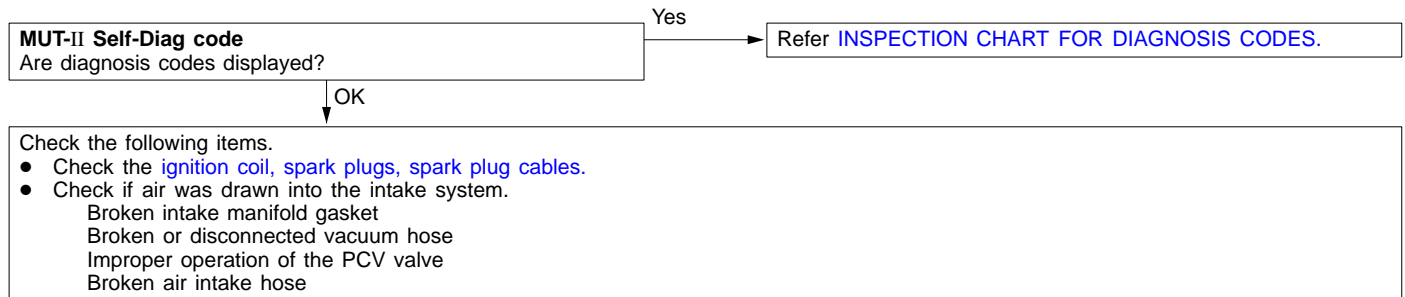 Yes
MUT-II Self-Diag code
Are diagnosis codes displayed?
Refer INSPECTION CHART FOR DIAGNOSIS CODES.
OK
Check the following items.
● Check the ignition coil, spark plugs, spark plug cables.
● Check if air was drawn into the intake system.
Broken intake manifold gasket
Broken or disconnected vacuum hose
Improper operation of the PCV valve
Broken air intake hose